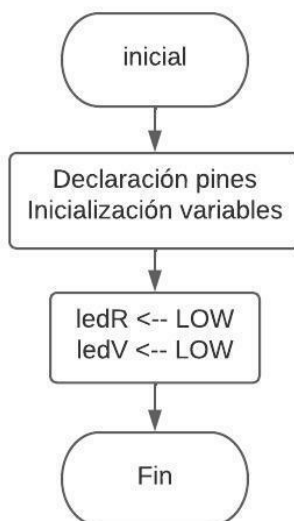 inicial
Declaración pines
Inicialización variables
ledR <-- LOW
ledV <-- LOW
Fin